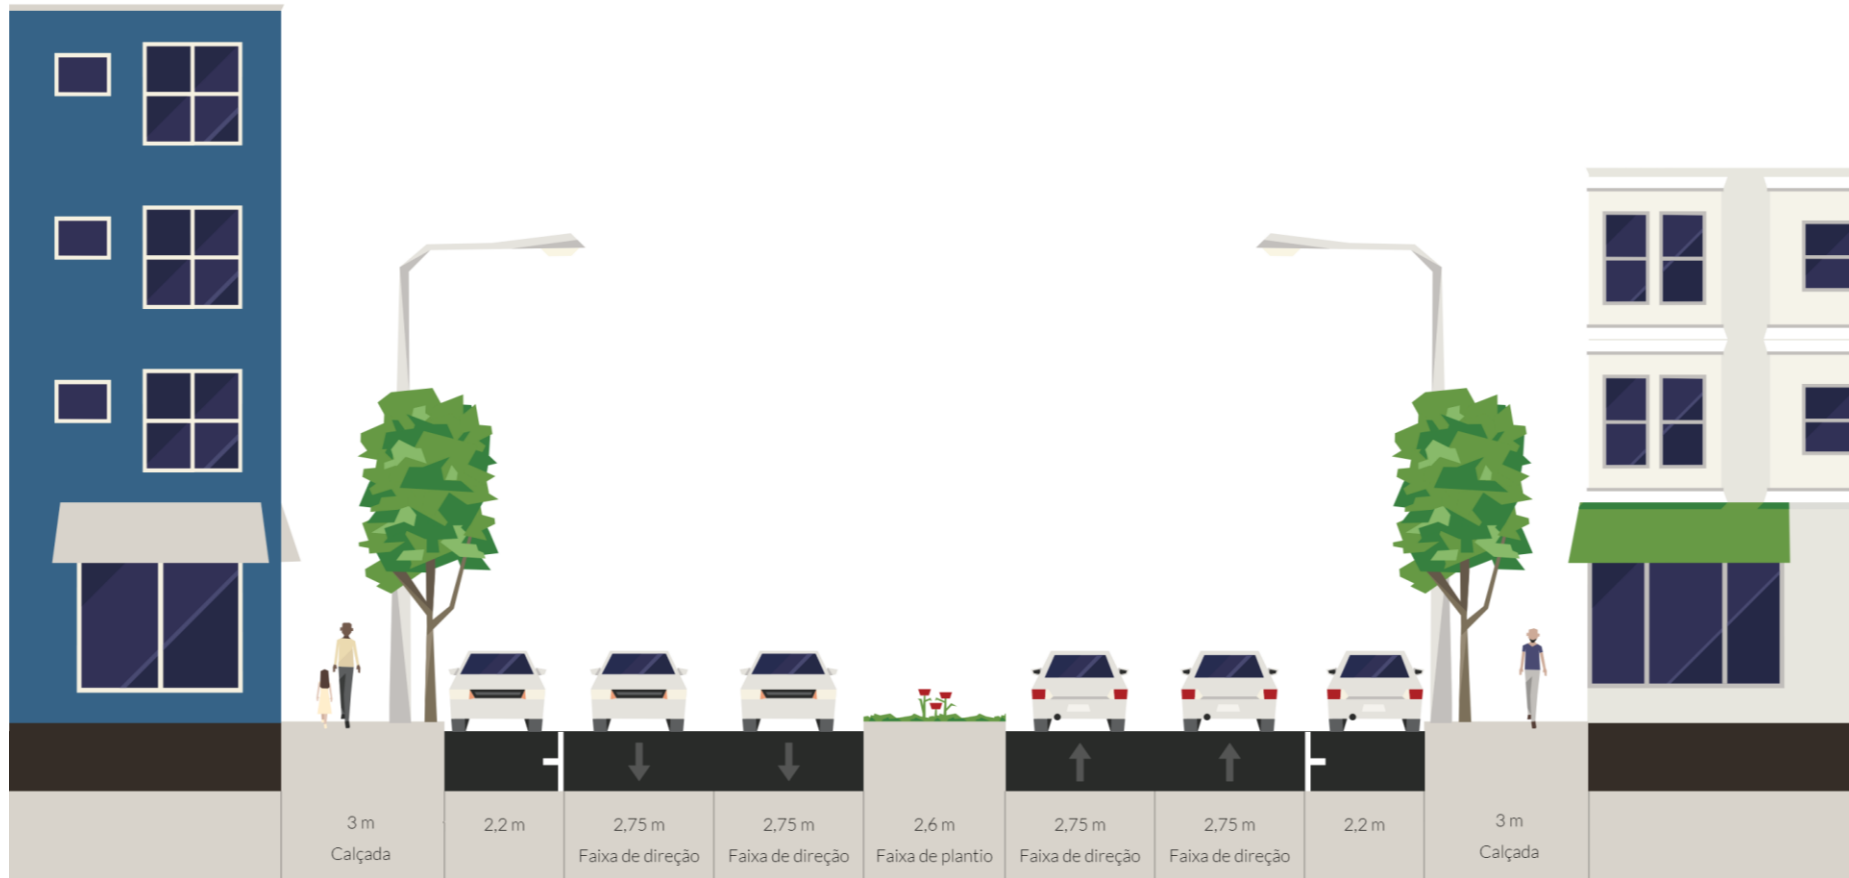 3 m
Calçada
2,2 m
2,75 m
Faixa de direção
2,75 m
Faixa de direção
2,6 m
Faixa de plantio
2,75 m
Faixa de direção
2,75 m
Faixa de direção
2,2 m
3 m
Calçada